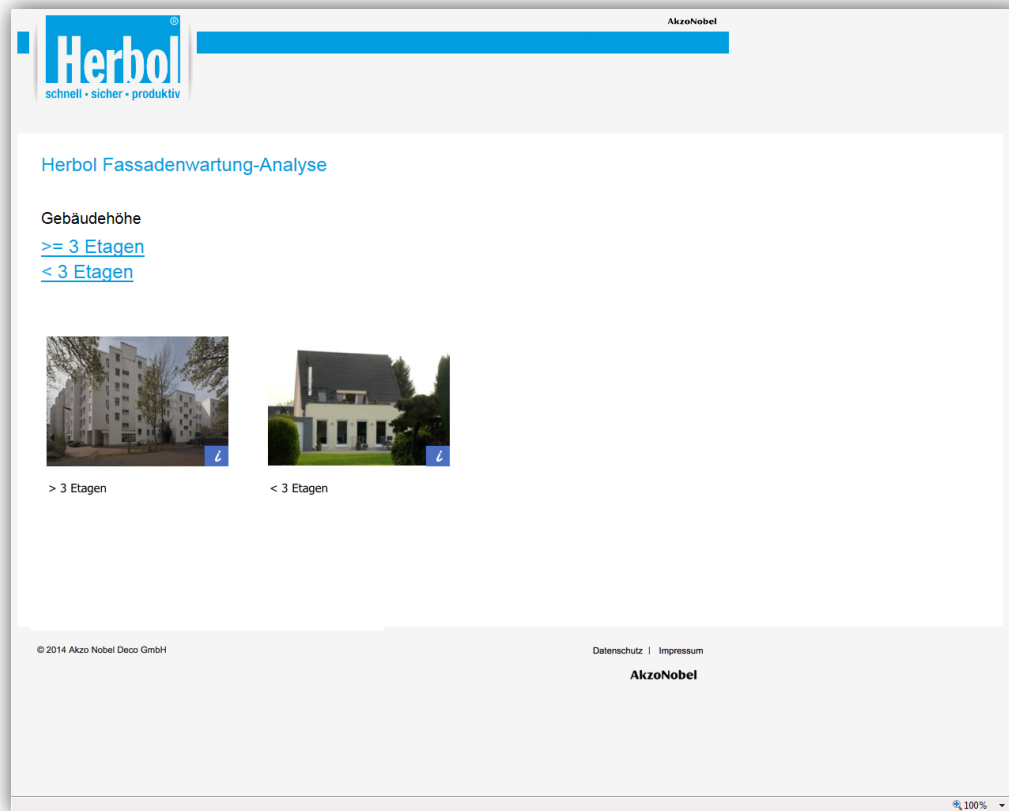 AkzoNobel
Herbol®
schnell • sicher • produktiv
Herbol Fassadenwartung-Analyse
Gebäudehöhe
>= 3 Etagen
< 3 Etagen
i
i
> 3 Etagen
< 3 Etagen
© 2014 Akzo Nobel Deco GmbH
Datenschutz | Impressum
AkzoNobel
100%